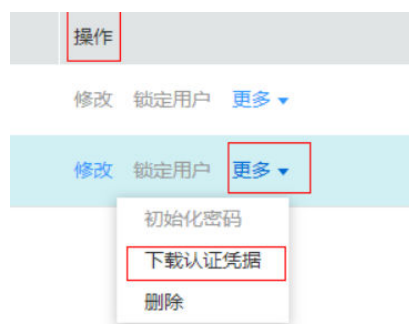 操作
修改 锁定用户 更多
修改 锁定用户 更多
初始化密码
下载认证凭据
删除